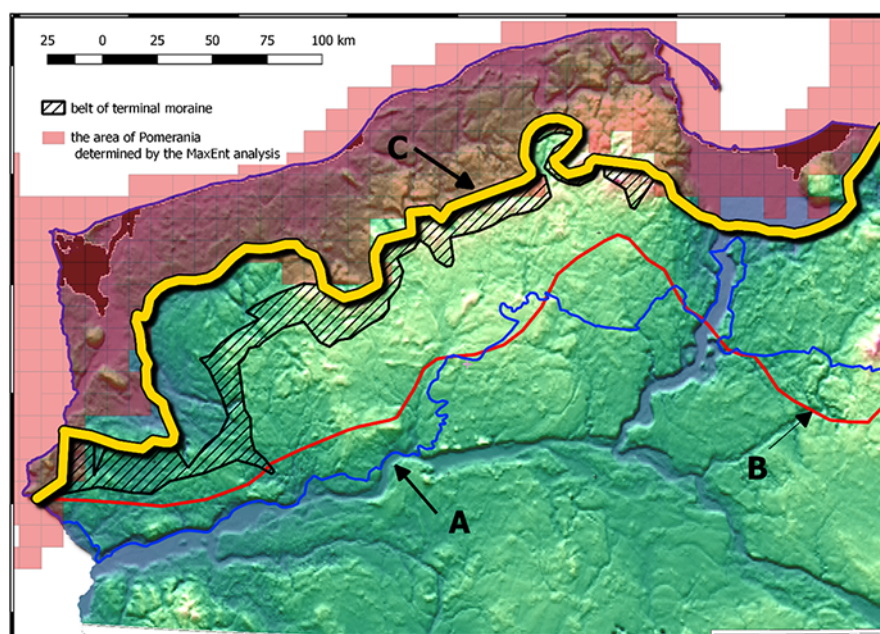 25 0 25 50 75 100 km
belt of terminal moraine
the area of Pomerania
determined by the MaxEnt analysis
C
B
A